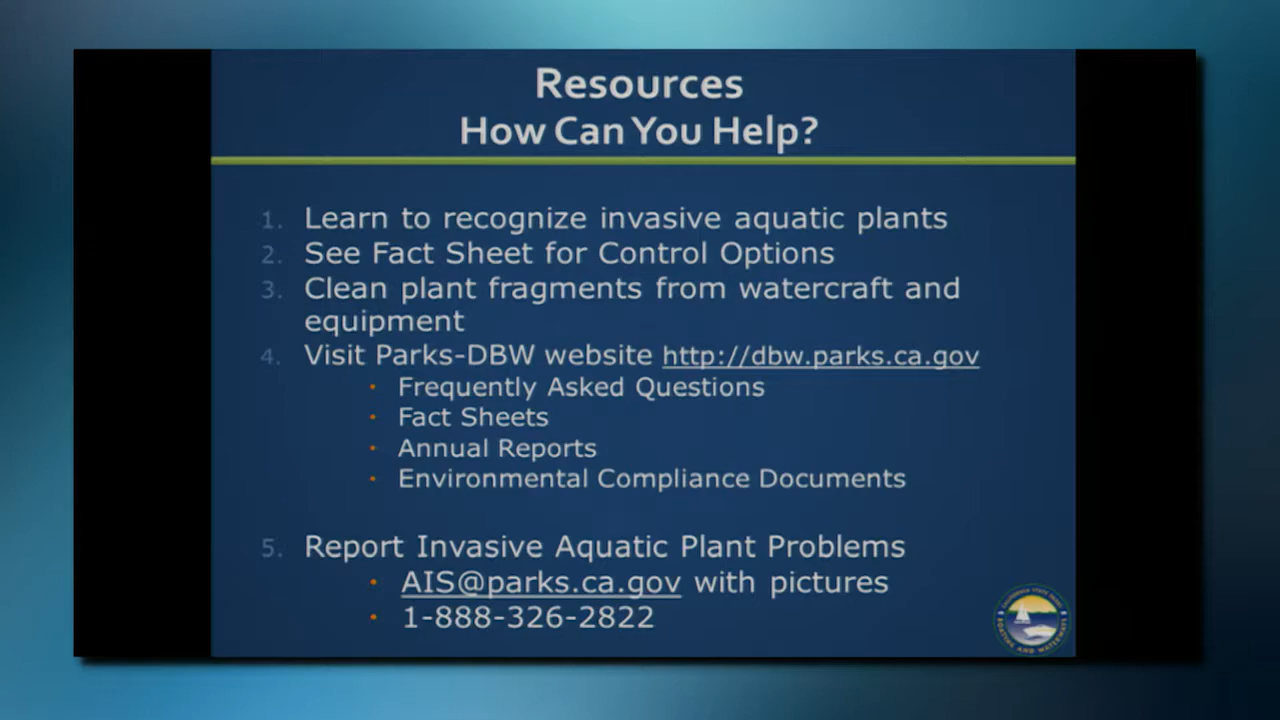 Resources
How Can You Help?
1. Learn to recognize invasive aquatic plants
2. See Fact Sheet for Control Options
3. Clean plant fragments from watercraft and
equipment
4. Visit Parks-DBW website http://dbw.parks.ca.gov
• Frequently Asked Questions
• Fact Sheets
• Annual Reports
• Environmental Compliance Documents
5. Report Invasive Aquatic Plant Problems
• AIS@parks.ca.gov with pictures
• 1-888-326-2822
BOATING AND WATERWAYS